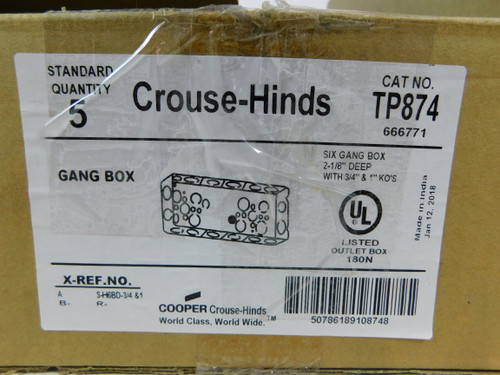 STANDARD
QUANTITY
5
Crouse-Hinds
CAT NO.
TP874
666771
GANG BOX
SIX GANG BOX
2-1/8" DEEP
WITH 3/4" & 1" KO'S
UL
LISTED
OUTLET BOX
180N
Made in India
Jan 12, 2018
X-REF.NO.
A S-H6BD-3/4 &1
B- R-
COOPER Crouse-Hinds
World Class, World Wide.™
50786189108748